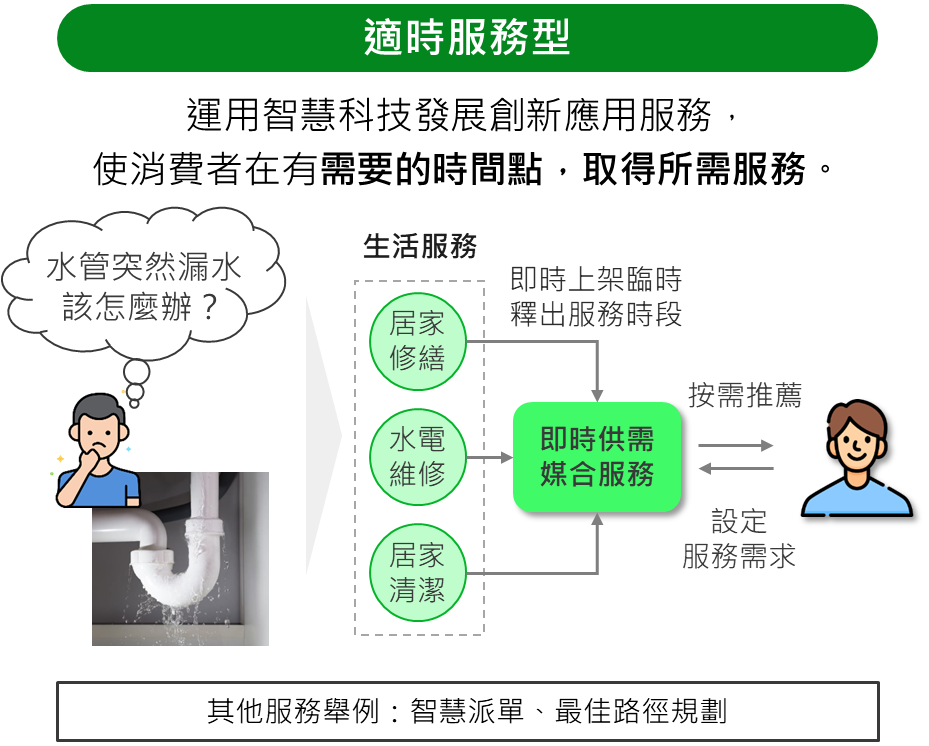 適時服務型
運用智慧科技發展創新應用服務，
使消費者在有需要的時間點，取得所需服務。
水管突然漏水
該怎麼辦？
生活服務
居家
修繕
水電
維修
居家
清潔
即時上架臨時
釋出服務時段
即時供需
媒合服務
按需推薦
設定
服務需求
其他服務舉例：智慧派單、最佳路徑規劃